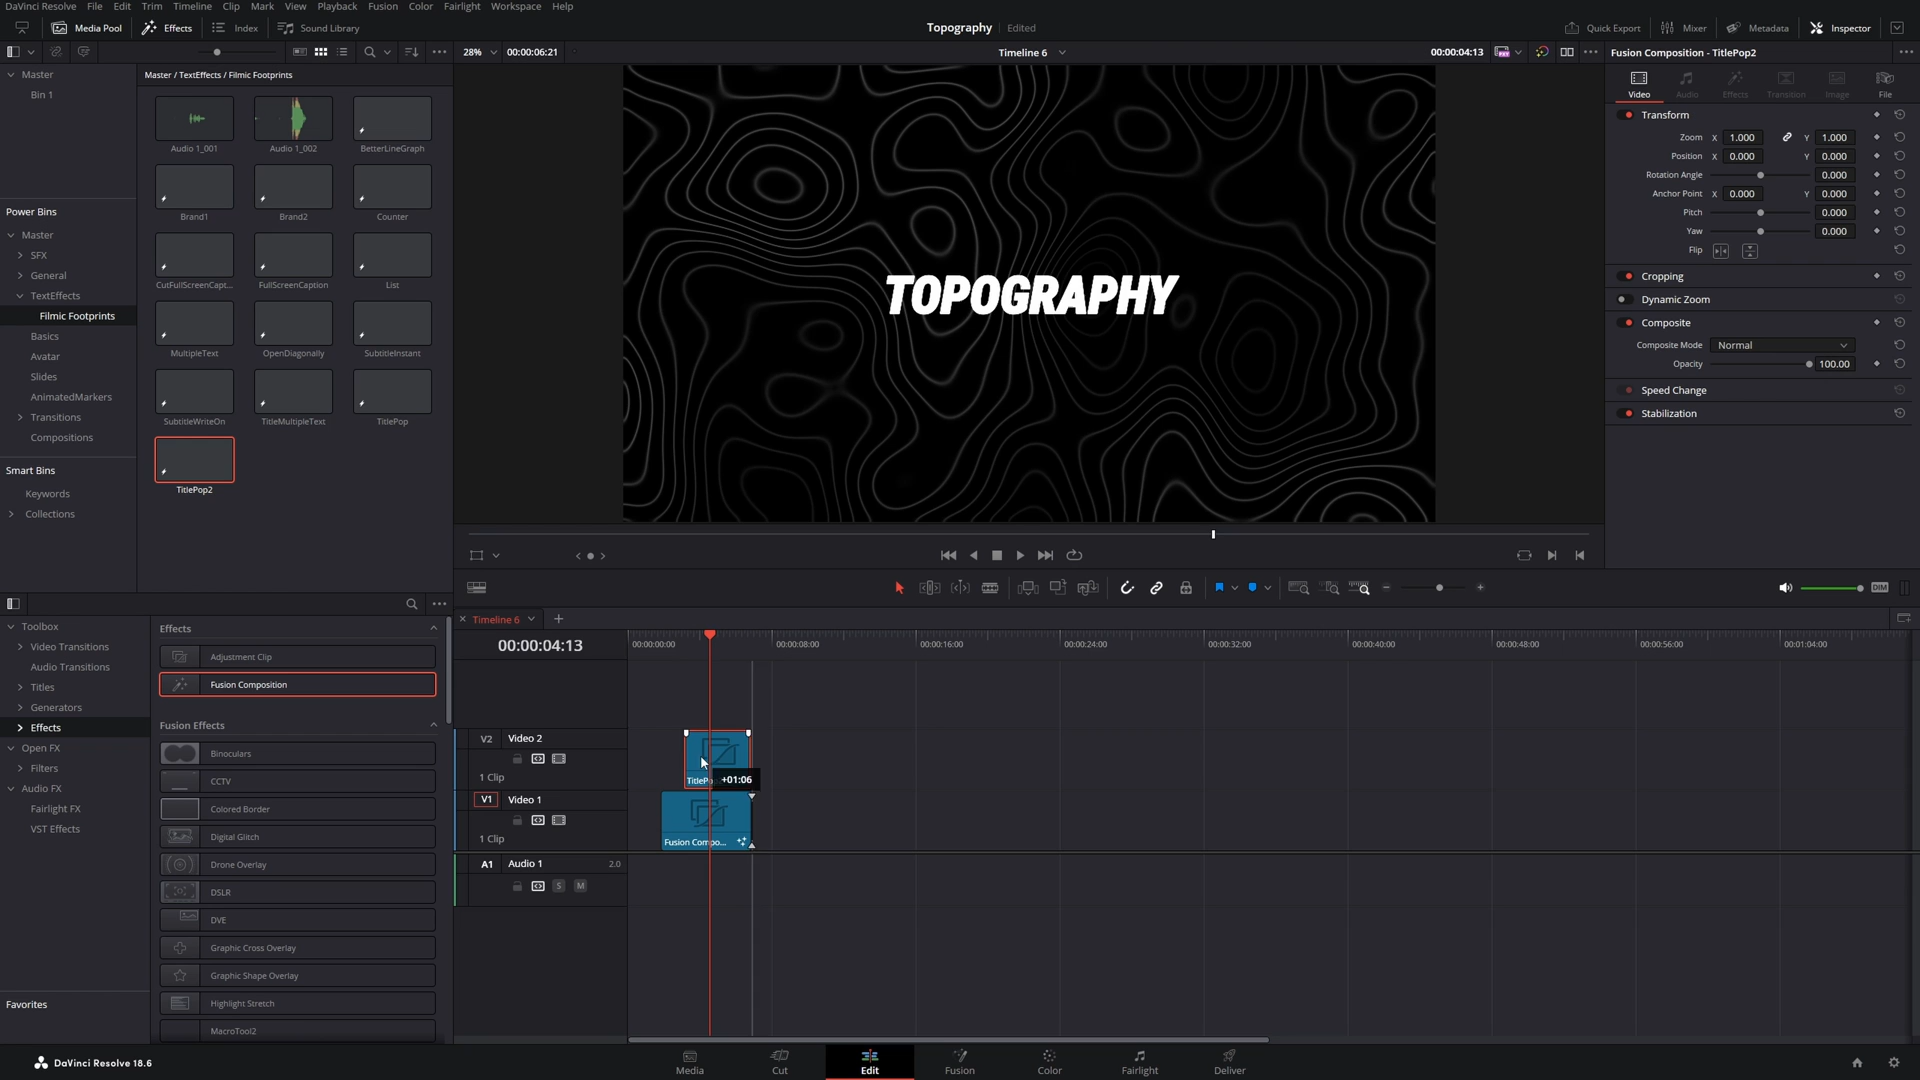 DaVinci Resolve File Edit Trim Timeline Clip Mark View Playback Fusion Color Fairlight Workspace Help
Media Pool Effects Index Sound Library Topography Edited Quick Export Mixer Metadata Inspector
28% 00:00:06:21 Timeline 6 00:00:04:13 Fusion Composition - TitlePop2
Master
Bin 1
Power Bins
Master
SFX
General
TextEffects
Filmic Footprints
Basics
Avatar
Slides
AnimatedMarkers
Transitions
Compositions
Smart Bins
Keywords
Collections
Master / TextEffects / Filmic Footprints
Audio 1_001 Audio 1_002 BetterLineGraph
Brand1 Brand2 Counter
CutFullScreenCapt... FullScreenCaption List
MultipleText OpenDiagonally SubtitleInstant
SubtitleWriteOn TitleMultipleText TitlePop
TitlePop2
TOPOGRAPHY
Video Audio Effects Transition Image File
Transform
Zoom X 1.000 Y 1.000
Position X 0.000 Y 0.000
Rotation Angle 0.000
Anchor Point X 0.000 Y 0.000
Pitch 0.000
Yaw 0.000
Flip
Cropping
Dynamic Zoom
Composite
Composite Mode Normal
Opacity 100.00
Speed Change
Stabilization
DIM
Toolbox
Video Transitions
Audio Transitions
Titles
Generators
Effects
Open FX
Filters
Audio FX
Fairlight FX
VST Effects
Favorites
Effects
Adjustment Clip
Fusion Composition
Fusion Effects
Binoculars
CCTV
Colored Border
Digital Glitch
Drone Overlay
DSLR
DVE
Graphic Cross Overlay
Graphic Shape Overlay
Highlight Stretch
MacroTool2
Timeline 6
00:00:04:13 00:00:00:00 00:00:08:00 00:00:16:00 00:00:24:00 00:00:32:00 00:00:40:00 00:00:48:00 00:00:56:00 00:01:04:00
V2 Video 2
1 Clip
TitlePo
+01:06
V1 Video 1
1 Clip
Fusion Compo...
A1 Audio 1 2.0
S M
DaVinci Resolve 18.6
Media Cut Edit Fusion Color Fairlight Deliver